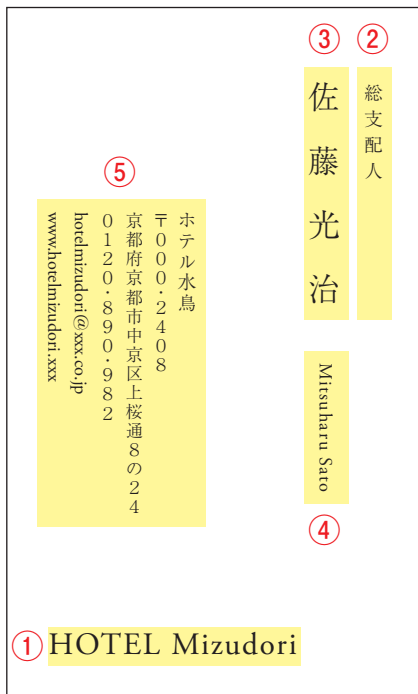 ③ ②
総支配人
佐藤光治
Mitsuharu Sato
④
⑤
ホテル水鳥
〒000・2408
京都府京都市中京区上桜通8の24
0120・890・982
hotelmizudori@xxx.co.jp
www.hotelmizudori.xxx
① HOTEL Mizudori